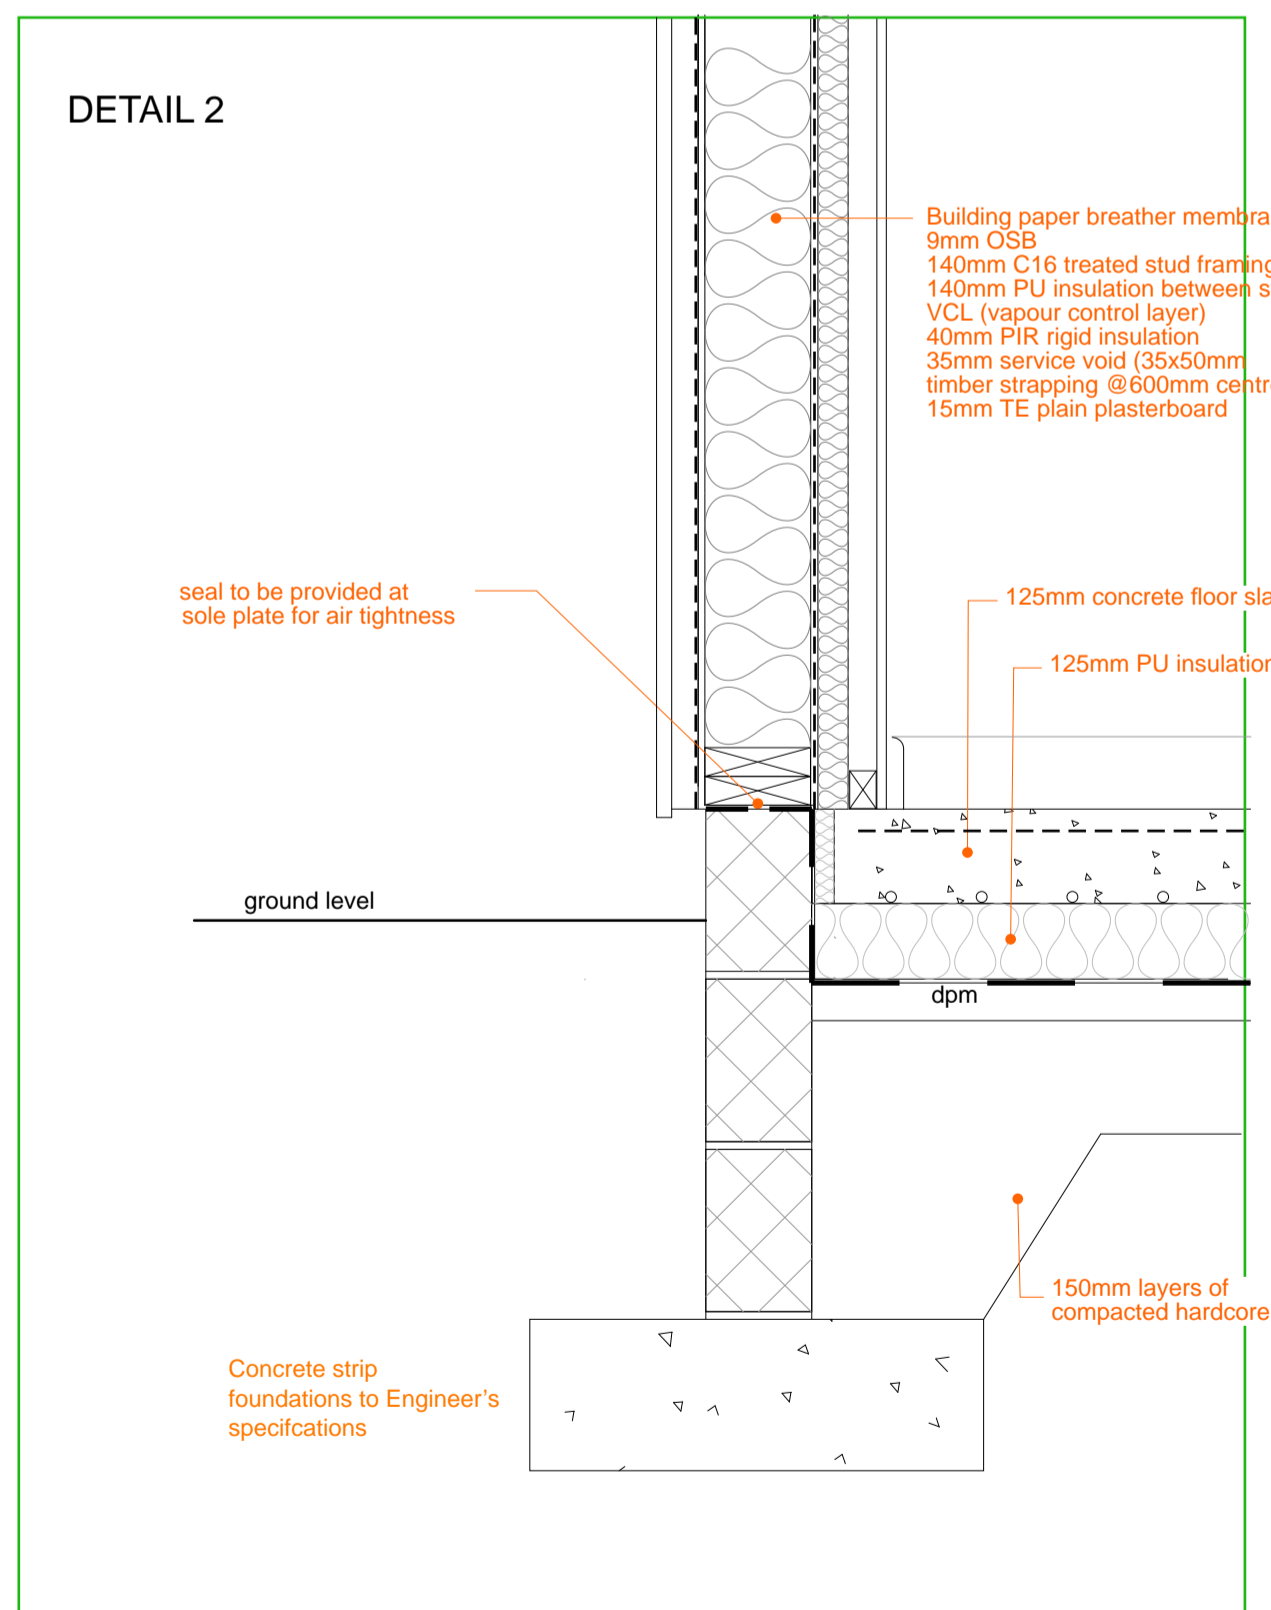 DETAIL 2
Building paper breather membra
9mm OSB
140mm C16 treated stud framing
140mm PU insulation between s
VCL (vapour control layer)
40mm PIR rigid insulation
35mm service void (35x50mm
timber strapping @600mm centr
15mm TE plain plasterboard
seal to be provided at
sole plate for air tightness
125mm concrete floor sla
125mm PU insulation
ground level
dpm
150mm layers of
compacted hardcore
Concrete strip
foundations to Engineer's
specifcations